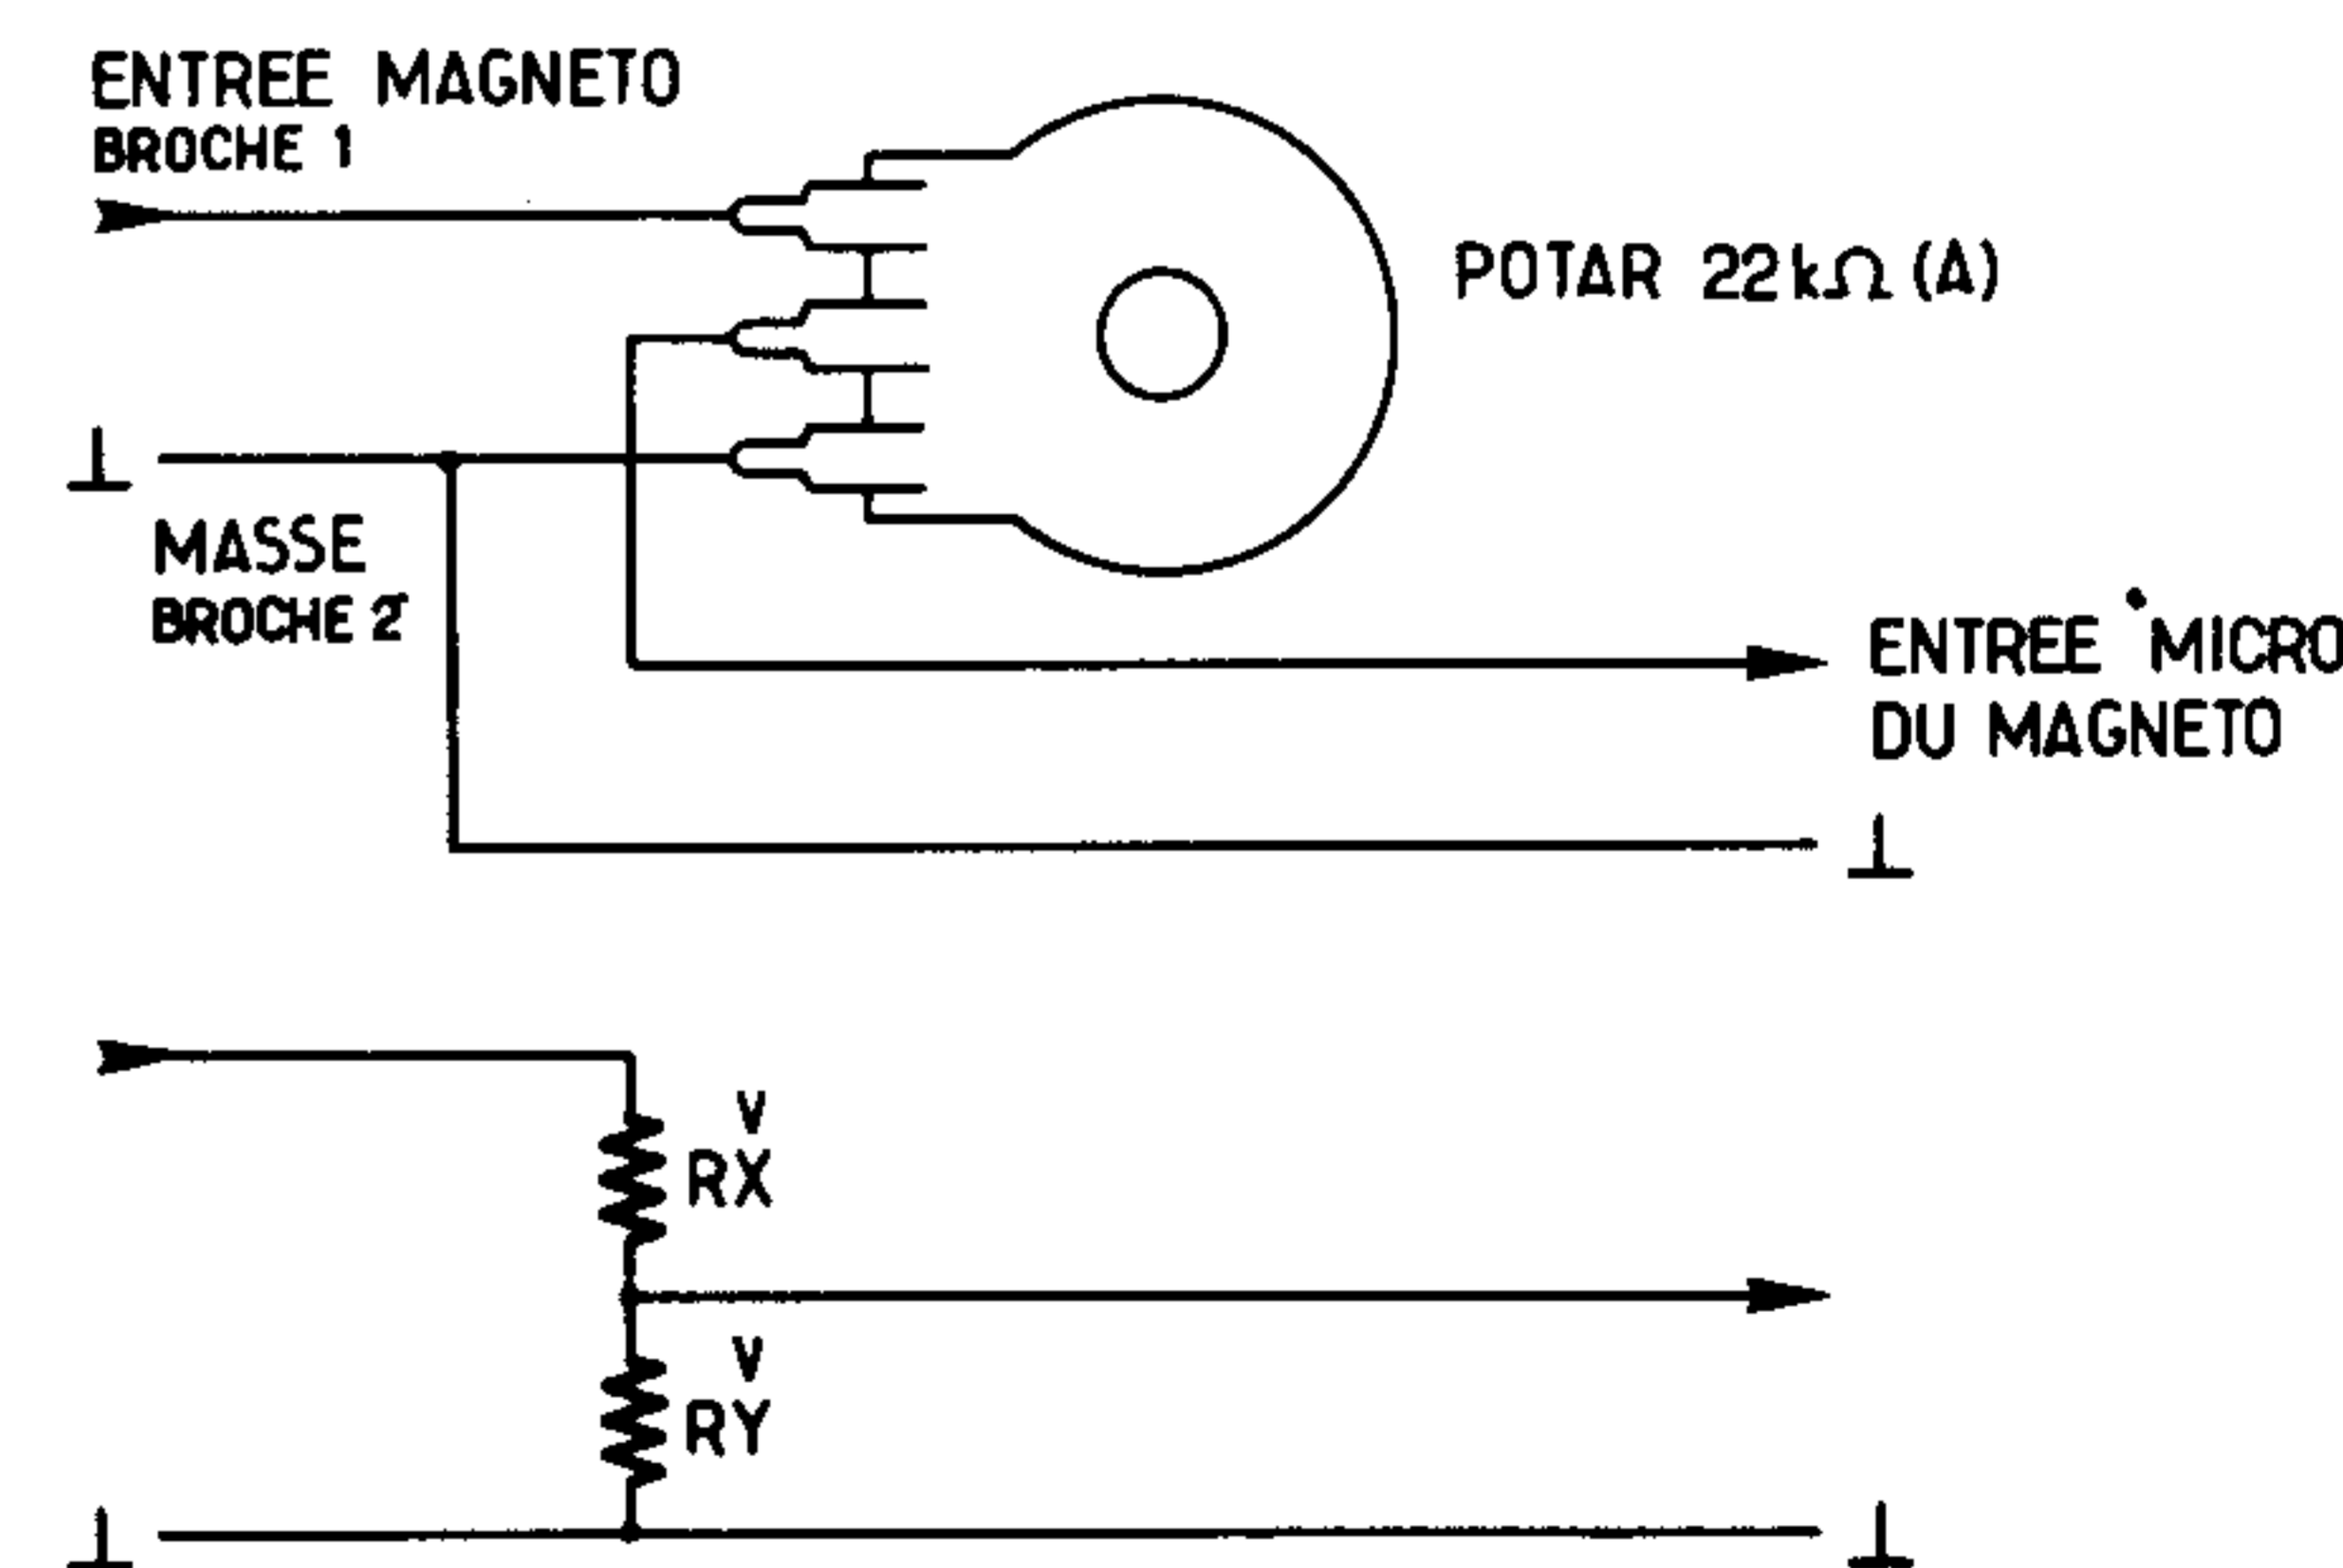 ENTREE MAGNETO
BROCHE 1
POTAR 22kΩ (A)
MASSE
BROCHE 2
ENTREE MICRO
DU MAGNETO
V
RX
V
RY